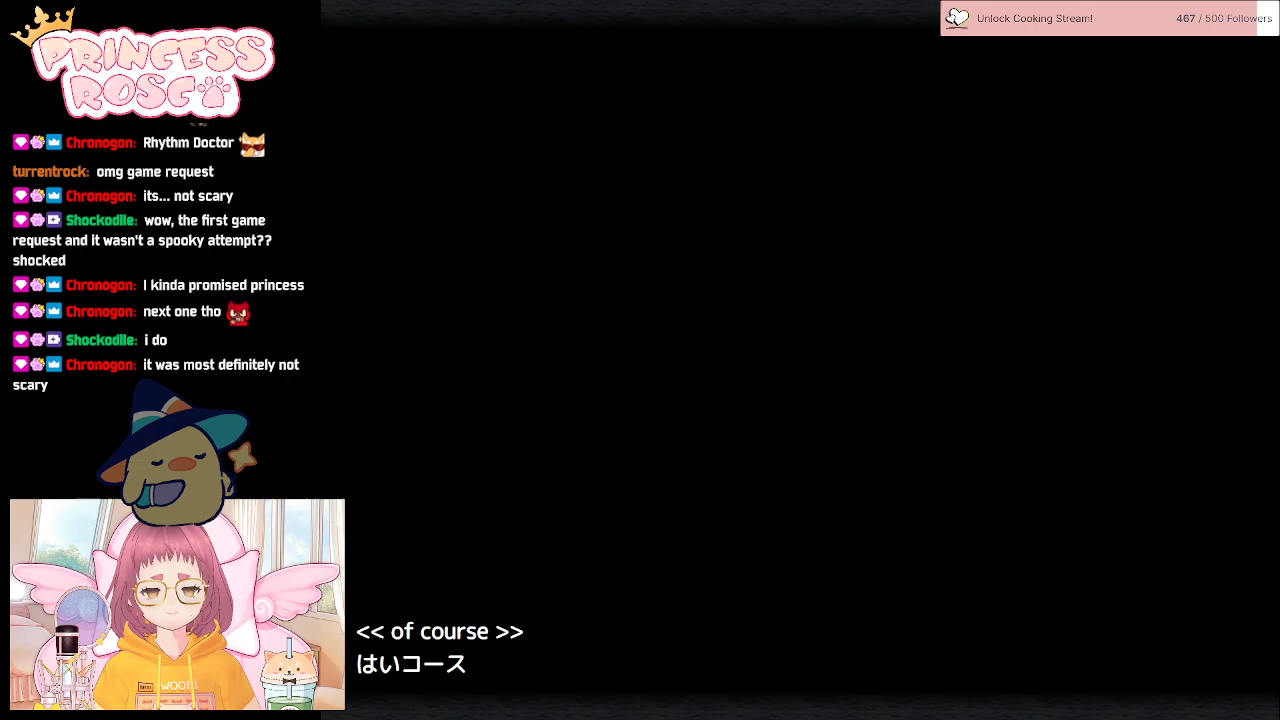 PRINCESS
ROSE
Unlock Cooking Stream!
467 / 500 Followers
Chronogon: Rhythm Doctor
turrentrock: omg game request
Chronogon: its... not scary
Shockodile: wow, the first game
request and it wasn't a spooky attempt??
shocked
Chronogon: I kinda promised princess
Chronogon: next one tho
Shockodile: i do
Chronogon: it was most definitely not
scary
WOOF!
<< of course >>
はいコース